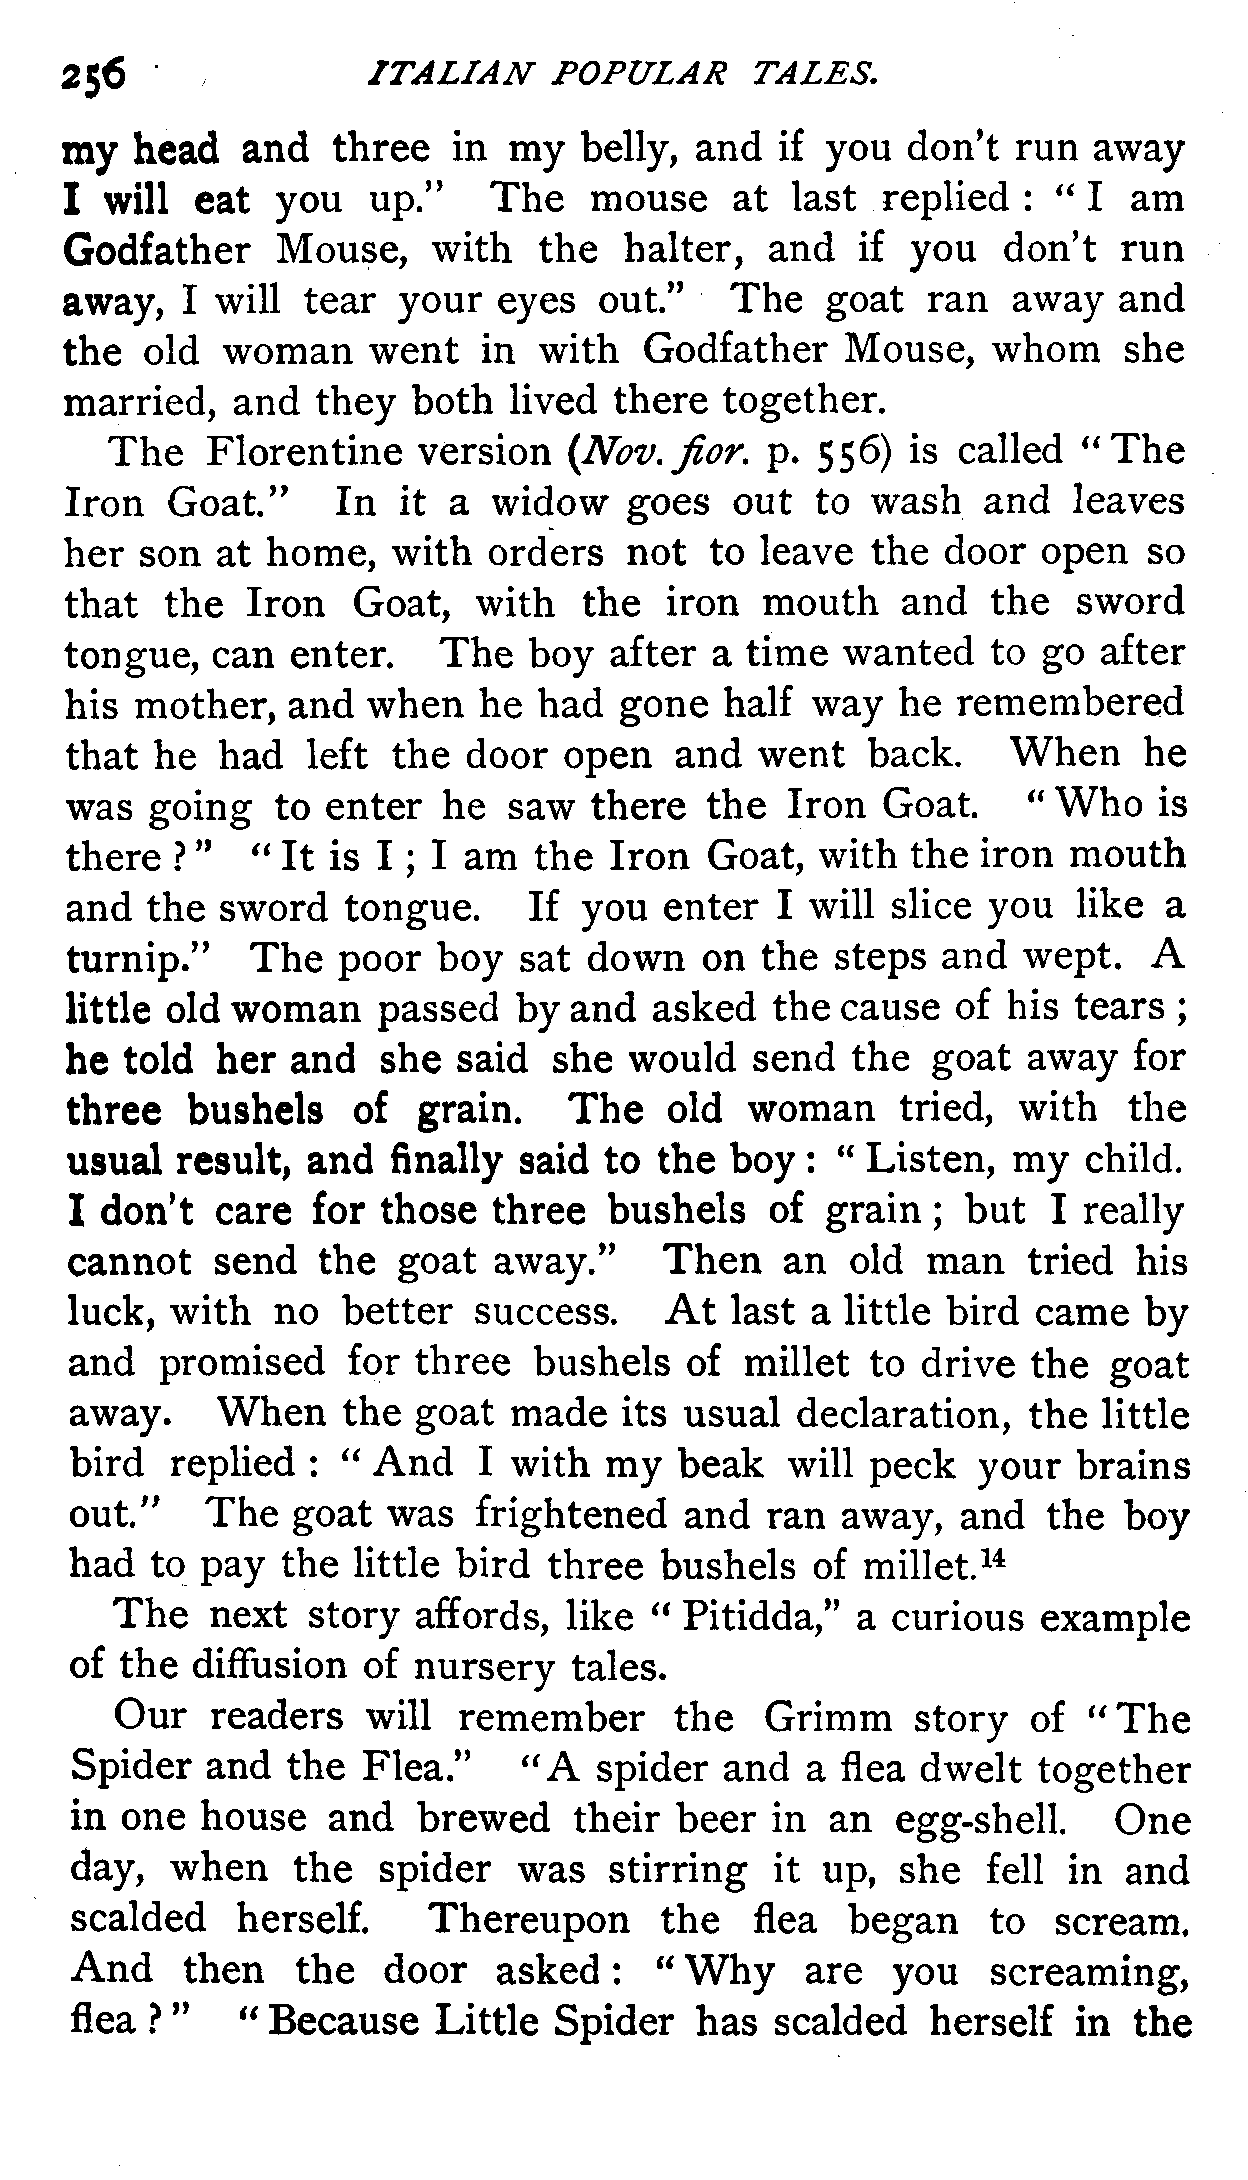 256 ITALIAN POPULAR TALES.
my head and three in my belly, and if you don't run away
I will eat you up." The mouse at last replied : " I am
Godfather Mouse, with the halter, and if you don't run
away, I will tear your eyes out." The goat ran away and
the old woman went in with Godfather Mouse, whom she
married, and they both lived there together.
The Florentine version (Nov. fior. p. 556) is called " The
Iron Goat." In it a widow goes out to wash and leaves
her son at home, with orders not to leave the door open so
that the Iron Goat, with the iron mouth and the sword
tongue, can enter. The boy after a time wanted to go after
his mother, and when he had gone half way he remembered
that he had left the door open and went back. When he
was going to enter he saw there the Iron Goat. " Who is
there ? " " It is I ; I am the Iron Goat, with the iron mouth
and the sword tongue. If you enter I will slice you like a
turnip." The poor boy sat down on the steps and wept. A
little old woman passed by and asked the cause of his tears ;
he told her and she said she would send the goat away for
three bushels of grain. The old woman tried, with the
usual result, and finally said to the boy : " Listen, my child.
I don't care for those three bushels of grain ; but I really
cannot send the goat away." Then an old man tried his
luck, with no better success. At last a little bird came by
and promised for three bushels of millet to drive the goat
away. When the goat made its usual declaration, the little
bird replied : " And I with my beak will peck your brains
out." The goat was frightened and ran away, and the boy
had to pay the little bird three bushels of millet.¹⁴
The next story affords, like " Pitidda," a curious example
of the diffusion of nursery tales.
Our readers will remember the Grimm story of " The
Spider and the Flea." " A spider and a flea dwelt together
in one house and brewed their beer in an egg-shell. One
day, when the spider was stirring it up, she fell in and
scalded herself. Thereupon the flea began to scream.
And then the door asked : " Why are you screaming,
flea ? " " Because Little Spider has scalded herself in the